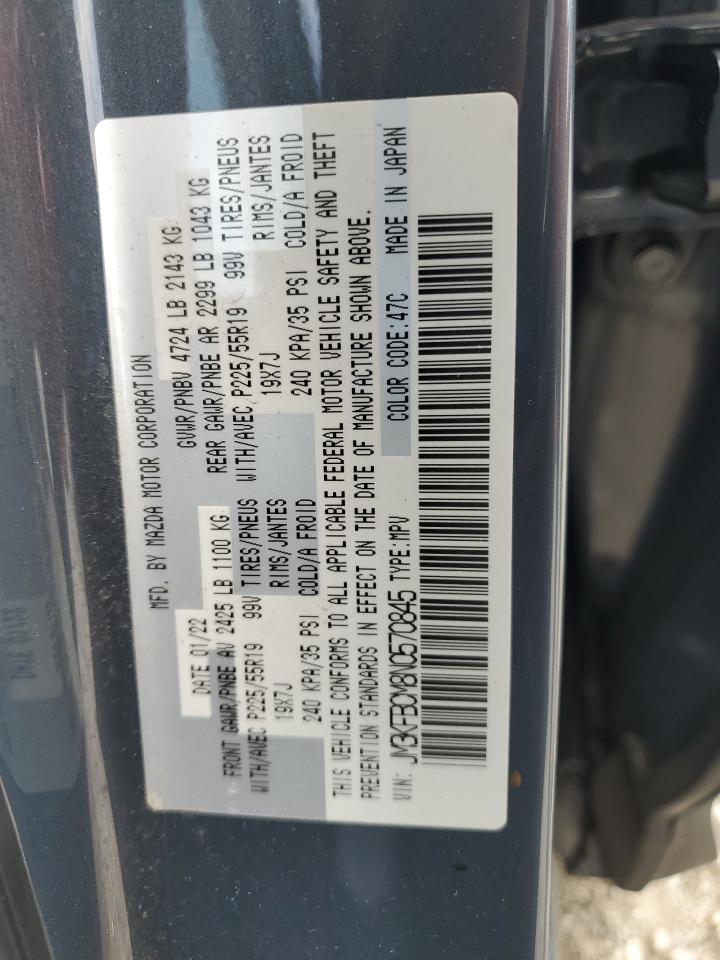 MFD. BY MAZDA MOTOR CORPORATION
DATE 01/22 GVWR/PNBV 4724 LB 2143 KG
FRONT GAWR/PNBE AV 2425 LB 1100 KG REAR GAWR/PNBE AR 2299 LB 1043 KG
WITH/AVEC P225/55R19 99V TIRES/PNEUS WITH/AVEC P225/55R19 99V TIRES/PNEUS
19X7J RIMS/JANTES 19X7J RIMS/JANTES
240 KPA/35 PSI COLD/A FROID 240 KPA/35 PSI COLD/A FROID
THIS VEHICLE CONFORMS TO ALL APPLICABLE FEDERAL MOTOR VEHICLE SAFETY AND THEFT
PREVENTION STANDARDS IN EFFECT ON THE DATE OF MANUFACTURE SHOWN ABOVE.
VIN: JM3KFBCM8N0570845 TYPE:MPV COLOR CODE:47C MADE IN JAPAN